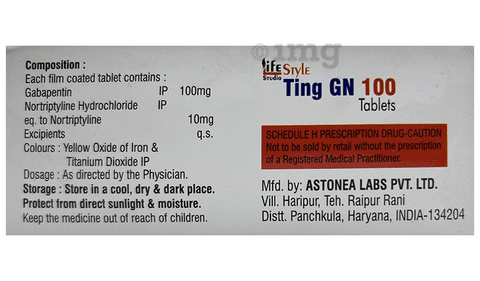 Composition :
Each film coated tablet contains :
Gabapentin IP 100mg
Nortriptyline Hydrochloride IP
eq. to Nortriptyline 10mg
Excipients q.s.
Colours : Yellow Oxide of Iron &
Titanium Dioxide IP
Dosage : As directed by the Physician.
Storage : Store in a cool, dry & dark place.
Protect from direct sunlight & moisture.
Keep the medicine out of reach of children.
1mg
Life Style
Studio
Ting GN 100
Tablets
SCHEDULE H PRESCRIPTION DRUG-CAUTION
Not to be sold by retail without the prescription
of a Registered Medical Practitioner.
Mfd. by: ASTONEA LABS PVT. LTD.
Vill. Haripur, Teh. Raipur Rani
Distt. Panchkula, Haryana, INDIA-134204